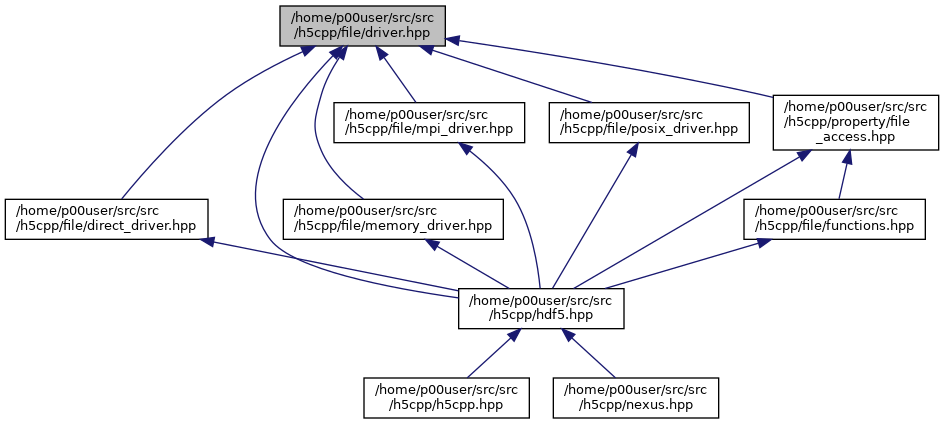 /home/p00user/src/src
/h5cpp/file/driver.hpp
/home/p00user/src/src
/h5cpp/file/mpi_driver.hpp
/home/p00user/src/src
/h5cpp/file/posix_driver.hpp
/home/p00user/src/src
/h5cpp/property/file
_access.hpp
/home/p00user/src/src
/h5cpp/file/direct_driver.hpp
/home/p00user/src/src
/h5cpp/file/memory_driver.hpp
/home/p00user/src/src
/h5cpp/file/functions.hpp
/home/p00user/src/src
/h5cpp/hdf5.hpp
/home/p00user/src/src
/h5cpp/h5cpp.hpp
/home/p00user/src/src
/h5cpp/nexus.hpp